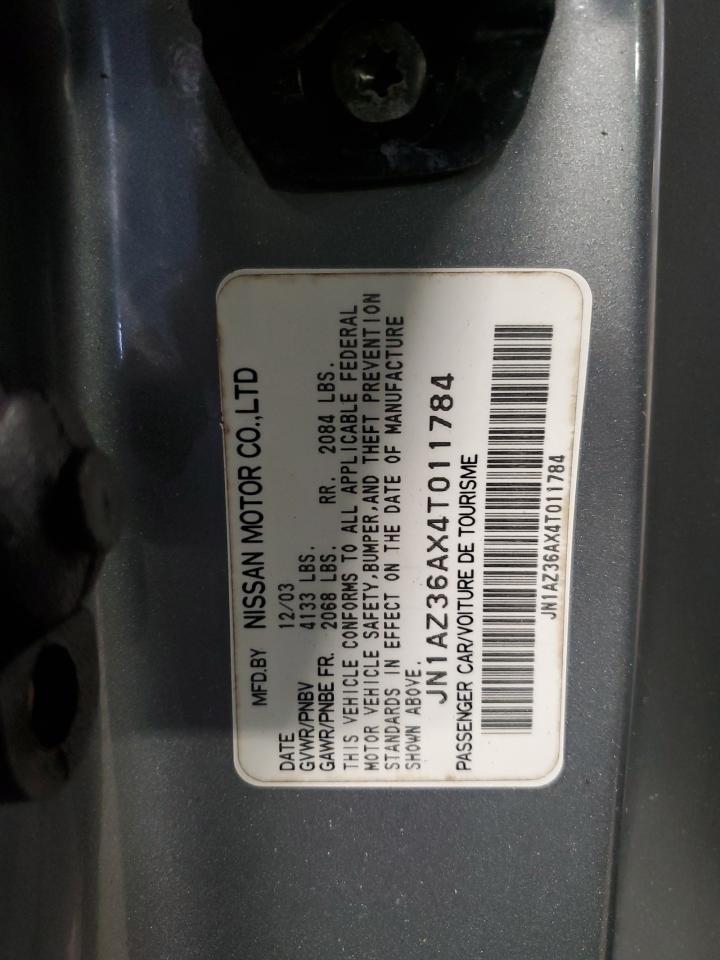 MFD.BY NISSAN MOTOR CO.,LTD
DATE 12/03
GVWR/PNBV 4133 LBS.
GAWR/PNBE FR. 2068 LBS. RR. 2084 LBS.
THIS VEHICLE CONFORMS TO ALL APPLICABLE FEDERAL
MOTOR VEHICLE SAFETY,BUMPER,AND THEFT PREVENTION
STANDARDS IN EFFECT ON THE DATE OF MANUFACTURE
SHOWN ABOVE.
JN1AZ36AX4T011784
PASSENGER CAR/VOITURE DE TOURISME
JN1AZ36AX4T011784